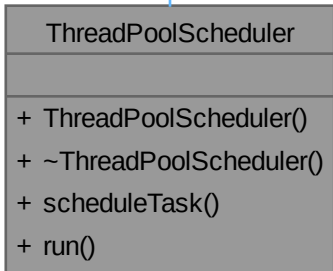 ThreadPoolScheduler
+ ThreadPoolScheduler()
+ ~ThreadPoolScheduler()
+ scheduleTask()
+ run()